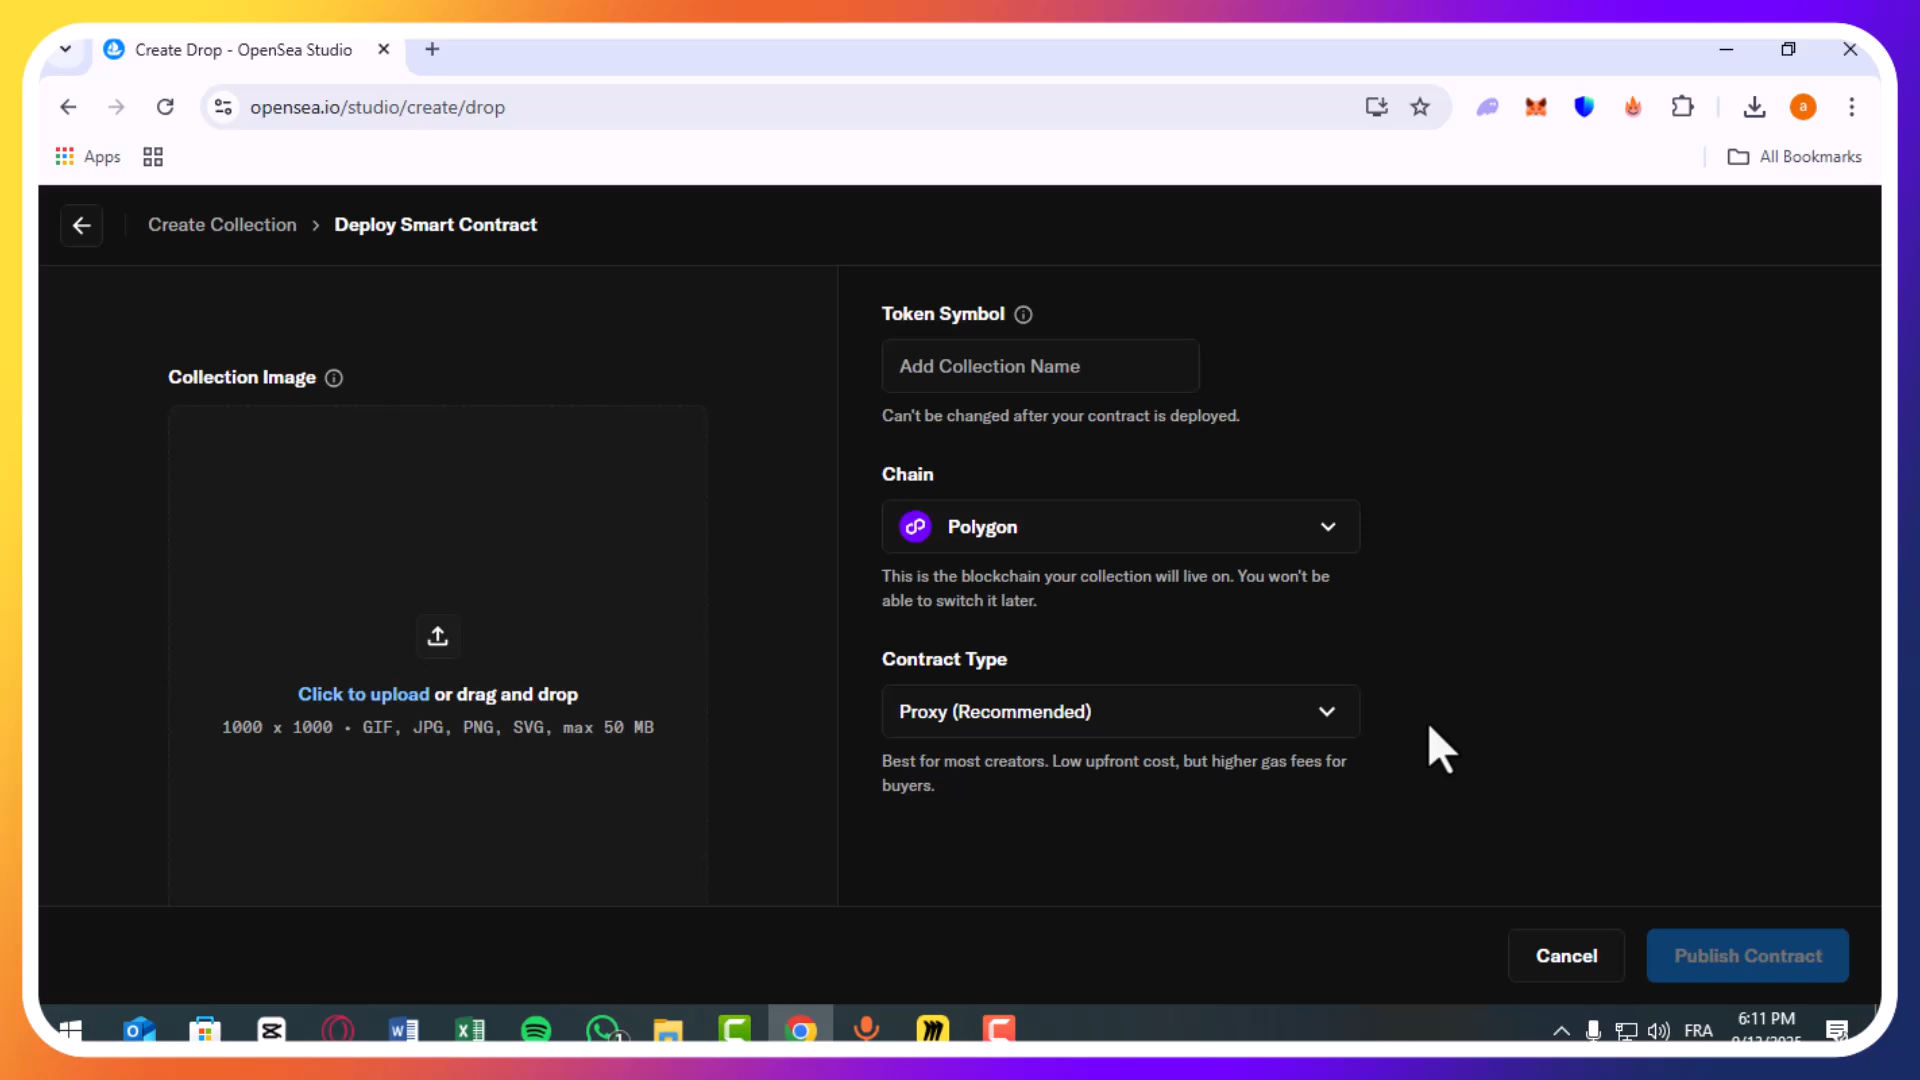 Create Drop - OpenSea Studio
opensea.io/studio/create/drop
a
Apps
All Bookmarks
Create Collection > Deploy Smart Contract
Collection Image
Click to upload or drag and drop
1000 x 1000 • GIF, JPG, PNG, SVG, max 50 MB
Token Symbol
Add Collection Name
Can't be changed after your contract is deployed.
Chain
Polygon
This is the blockchain your collection will live on. You won't be
able to switch it later.
Contract Type
Proxy (Recommended)
Best for most creators. Low upfront cost, but higher gas fees for
buyers.
Cancel
Publish Contract
FRA
6:11 PM